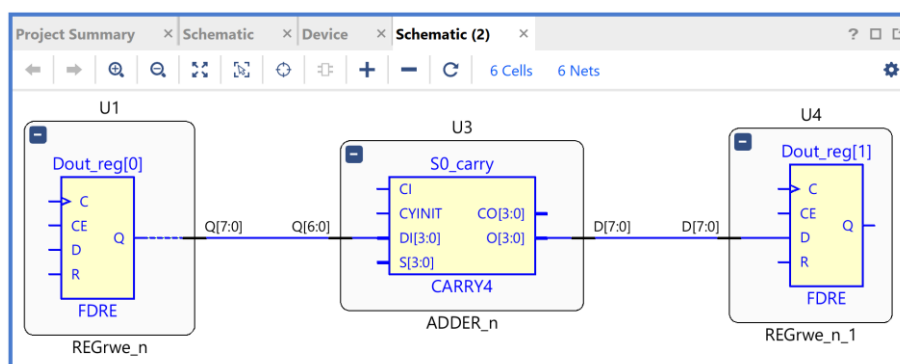 Project Summary × Schematic × Device × Schematic (2) × ?
6 Cells 6 Nets
U1
U3
U4
Dout_reg[0]
S0_carry
Dout_reg[1]
C
CE
D
R
Q
FDRE
REGrwe_n
Q[7:0]
Q[6:0]
CI
CYINIT
DI[3:0]
S[3:0]
CO[3:0]
O[3:0]
CARRY4
ADDER_n
D[7:0]
D[7:0]
C
CE
D
R
Q
FDRE
REGrwe_n_1